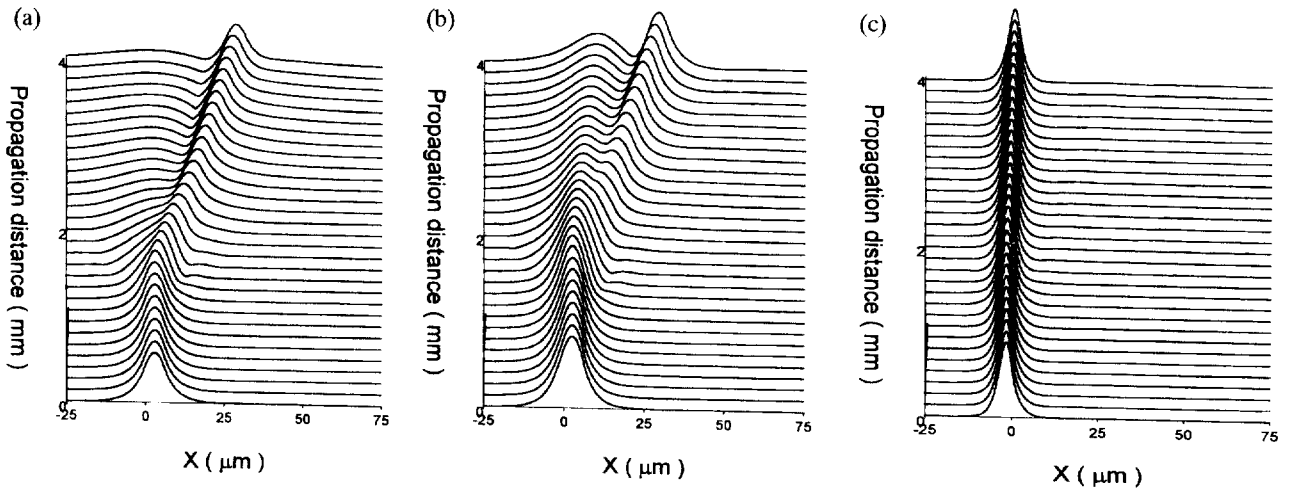 (a)
Propagation distance ( mm )
4
2
0
-25 0 25 50 75
X ( μm )
(b)
Propagation distance ( mm )
4
2
0
-25 0 25 50 75
X ( μm )
(c)
Propagation distance ( mm )
4
2
0
-25 0 25 50 75
X ( μm )